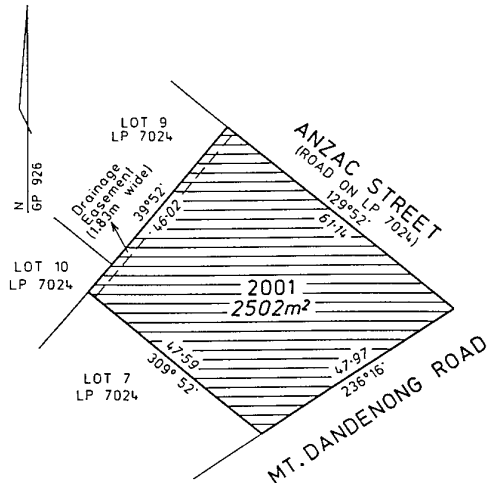 LOT 9
LP 7024
ANZAC STREET
(ROAD ON LP 7024)
129°52'
61·14
Drainage
Easement
(1.83m wide)
39°52'
46·02
N
GP 926
LOT 10
LP 7024
2001
2502m²
LOT 7
LP 7024
47·59
309° 52'
47·97
236°16'
MT. DANDENONG ROAD